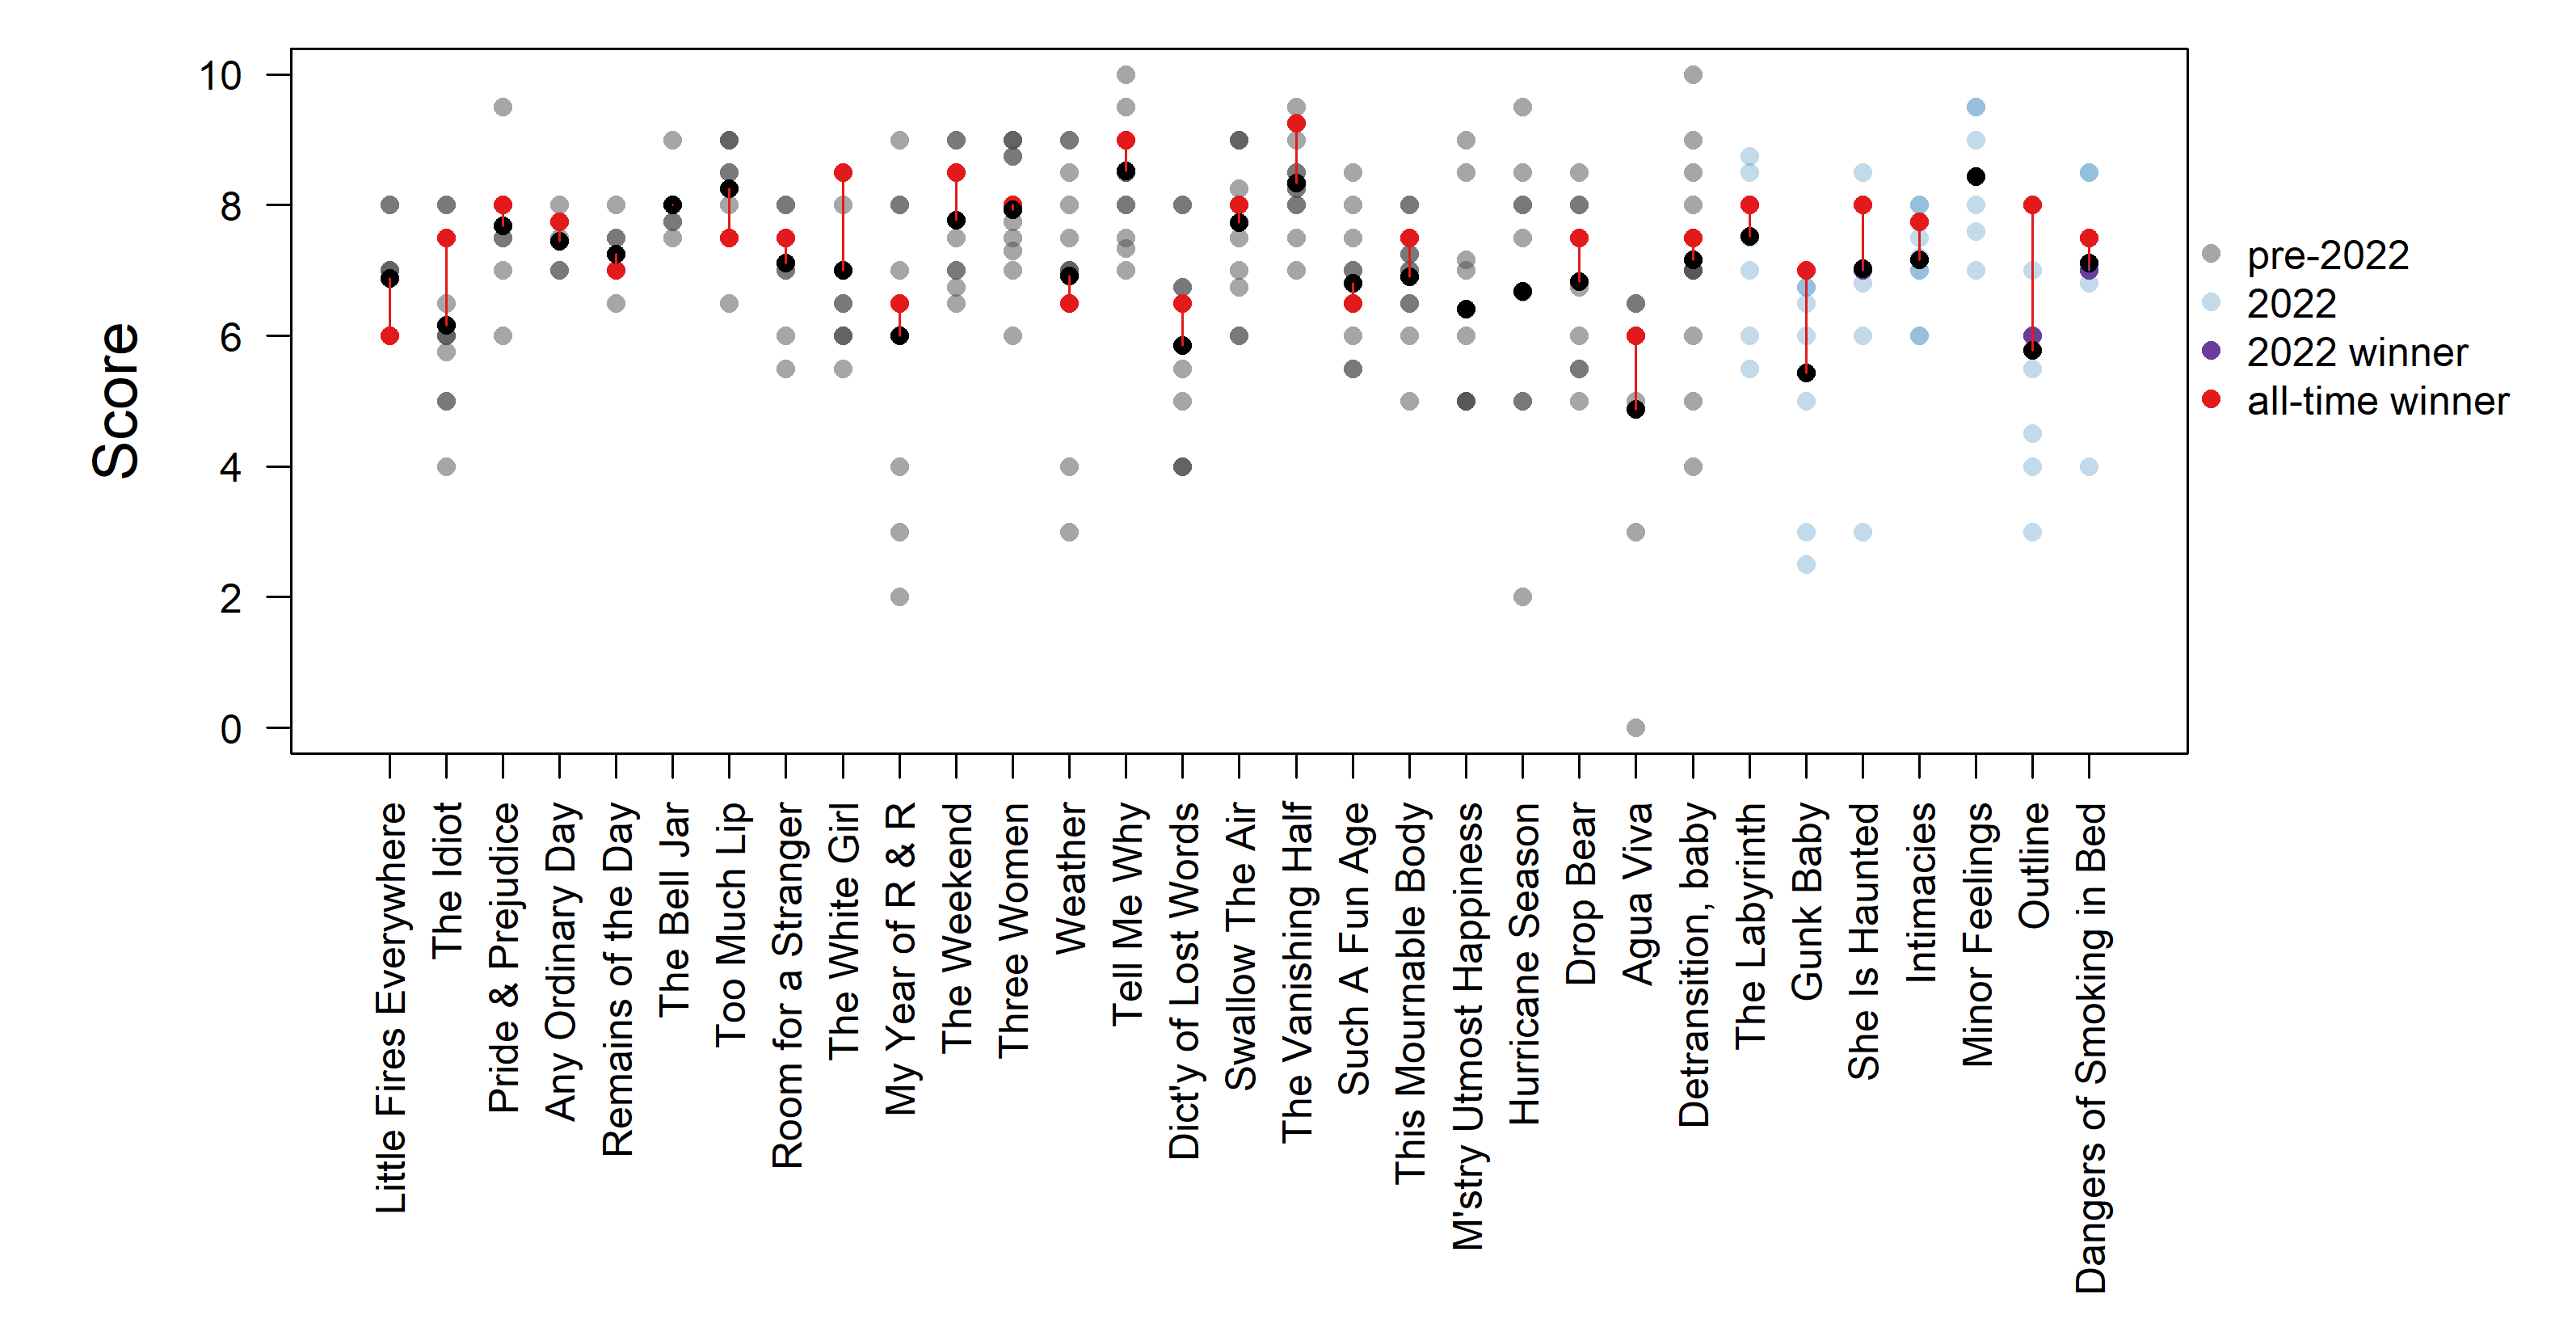 Score
10
8
6
4
2
0
Little Fires Everywhere
The Idiot
Pride & Prejudice
Any Ordinary Day
Remains of the Day
The Bell Jar
Too Much Lip
Room for a Stranger
The White Girl
My Year of R & R
The Weekend
Three Women
Weather
Tell Me Why
Dict'y of Lost Words
Swallow The Air
The Vanishing Half
Such A Fun Age
This Mournable Body
M'stry Utmost Happiness
Hurricane Season
Drop Bear
Agua Viva
Detransition, baby
The Labyrinth
Gunk Baby
She Is Haunted
Intimacies
Minor Feelings
Outline
Dangers of Smoking in Bed
pre-2022
2022
2022 winner
all-time winner